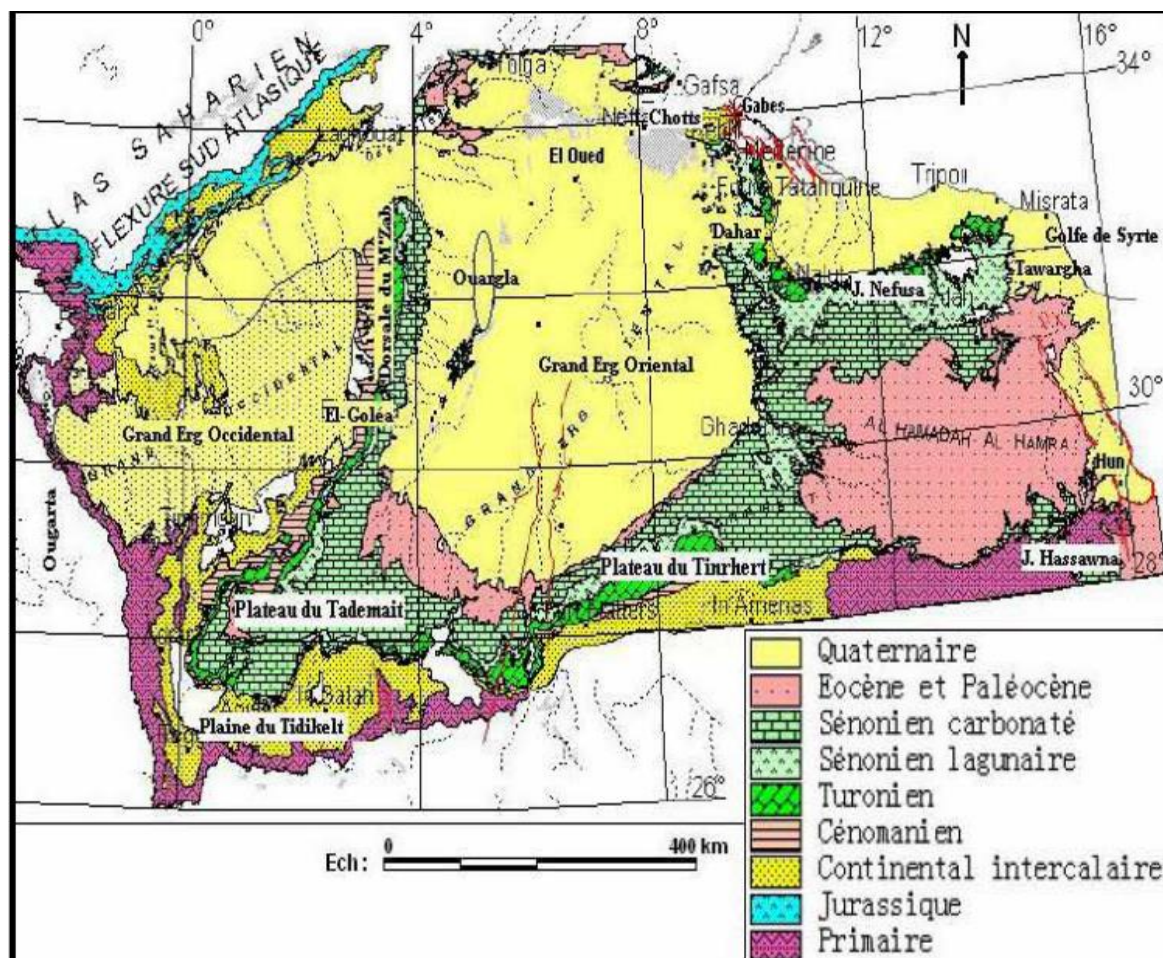 0°
4°
8°
12°
16°
N
34°
Tolga
Gafsa
Gabes
Chotts
ATLAS SAHARIEN
FLEXURE SUD ATLASIQUE
El Oued
Tatahquine
Tripoli
Misrata
Golfe de Syrte
Dahar
Tawargha
J. Nefusa
Ouargla
Dorsale du M'Zab
Grand Erg Oriental
El-Golea
30°
Grand Erg Occidental
AL HAMADAH AL HAMRA
GRAND ERG
Hun
Ougarta
J. Hassawna
28°
Plateau du Tinrhert
Plateau du Tademait
In Amenas
In Salah
Plaine du Tidikelt
26°
Quaternaire
Eocène et Paléocène
Sénonien carbonaté
Sénonien lagunaire
Turonien
Cénomanien
Continental intercalaire
Jurassique
Primaire
0
400 km
Ech :